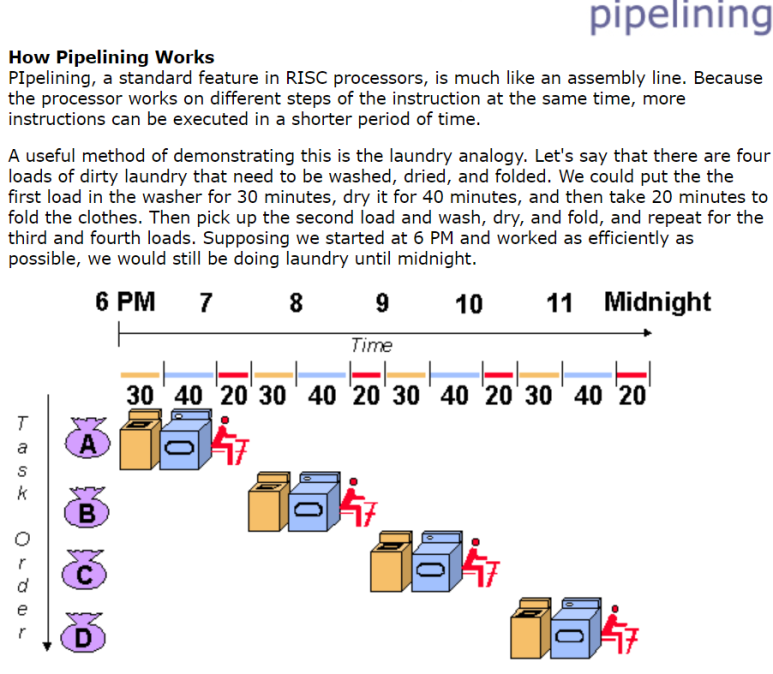 pipelining
How Pipelining Works
PIpelining, a standard feature in RISC processors, is much like an assembly line. Because
the processor works on different steps of the instruction at the same time, more
instructions can be executed in a shorter period of time.
A useful method of demonstrating this is the laundry analogy. Let's say that there are four
loads of dirty laundry that need to be washed, dried, and folded. We could put the the
first load in the washer for 30 minutes, dry it for 40 minutes, and then take 20 minutes to
fold the clothes. Then pick up the second load and wash, dry, and fold, and repeat for the
third and fourth loads. Supposing we started at 6 PM and worked as efficiently as
possible, we would still be doing laundry until midnight.
6 PM 7 8 9 10 11 Midnight
Time
30 40 20 30 40 20 30 40 20 30 40 20
Task Order
A
B
C
D